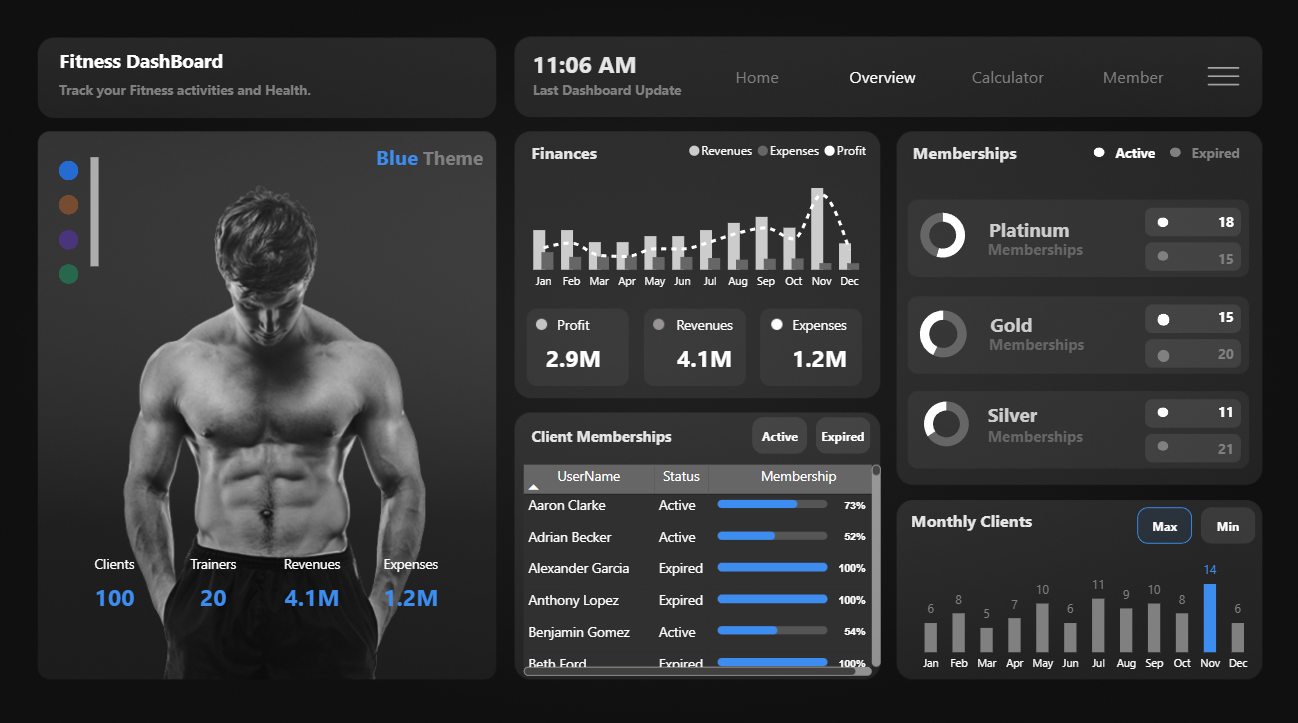 Fitness DashBoard
Track your Fitness activities and Health.
11:06 AM
Last Dashboard Update
Home
Overview
Calculator
Member
Blue Theme
Clients
Trainers
Revenues
Expenses
100
20
4.1M
1.2M
Finances
Revenues Expenses Profit
Jan Feb Mar Apr May Jun Jul Aug Sep Oct Nov Dec
Profit
2.9M
Revenues
4.1M
Expenses
1.2M
Client Memberships
Active
Expired
UserName Status Membership
Aaron Clarke Active 73%
Adrian Becker Active 52%
Alexander Garcia Expired 100%
Anthony Lopez Expired 100%
Benjamin Gomez Active 54%
Beth Ford Expired 100%
Memberships
Active
Expired
Platinum
Memberships
18
15
Gold
Memberships
15
20
Silver
Memberships
11
21
Monthly Clients
Max
Min
6 8 5 7 10 6 11 9 10 8 14 6
Jan Feb Mar Apr May Jun Jul Aug Sep Oct Nov Dec